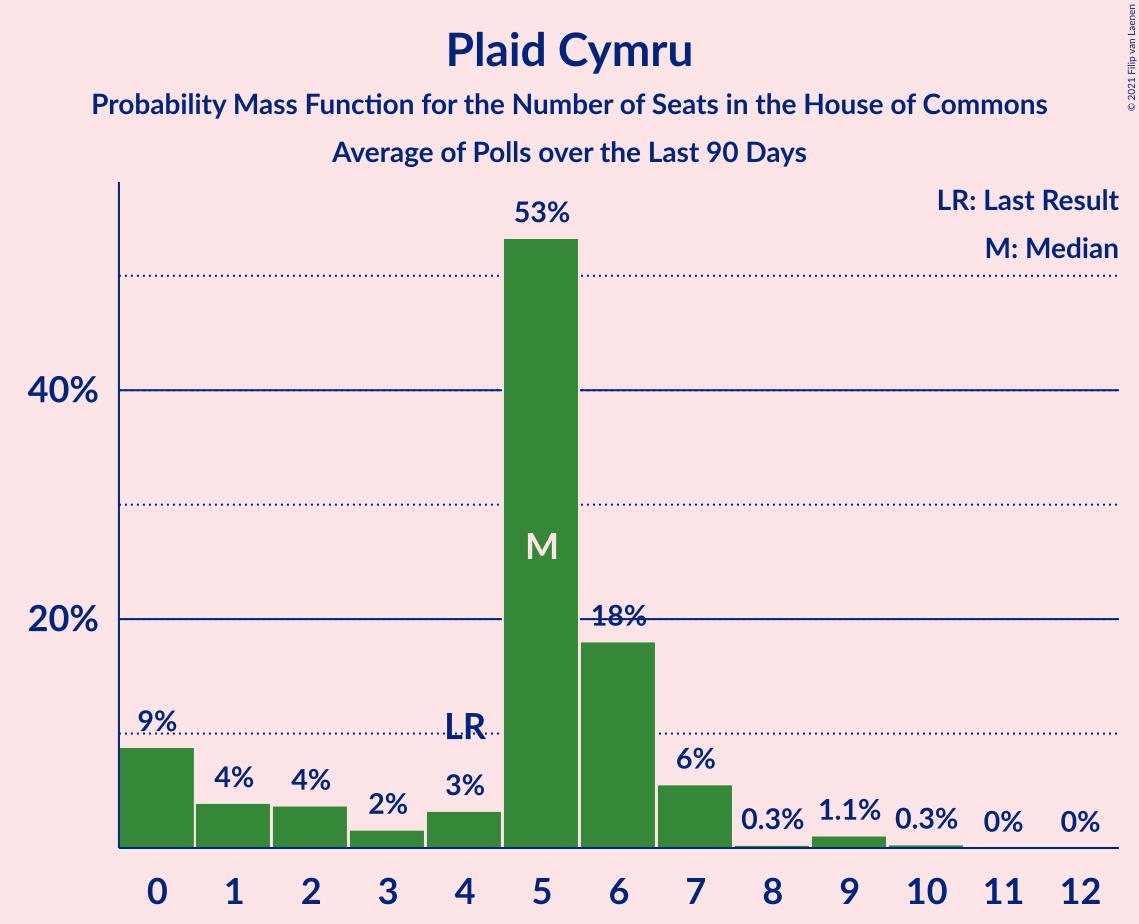 Plaid Cymru
Probability Mass Function for the Number of Seats in the House of Commons
Average of Polls over the Last 90 Days
© 2021 Filip van Laenen
LR: Last Result
M: Median
53%
40%
M
20%
18%
9%
LR
4%
4%
2%
3%
6%
0.3%
1.1%
0.3%
0%
0%
0 1 2 3 4 5 6 7 8 9 10 11 12